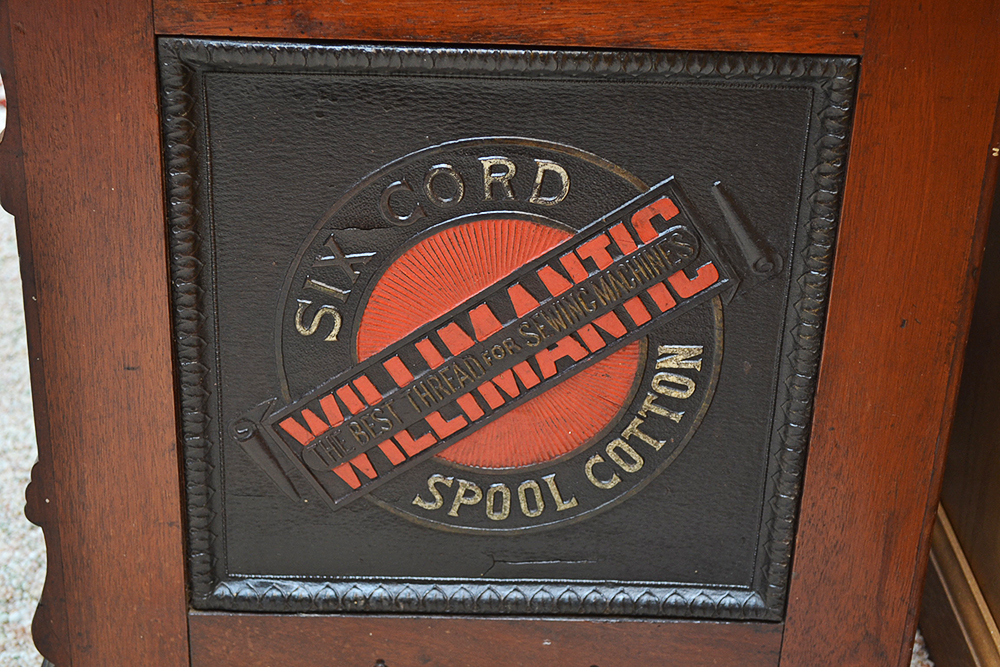 SIX CORD
WILLIMANTIC
THE BEST THREAD FOR SEWING MACHINES
SPOOL COTTON